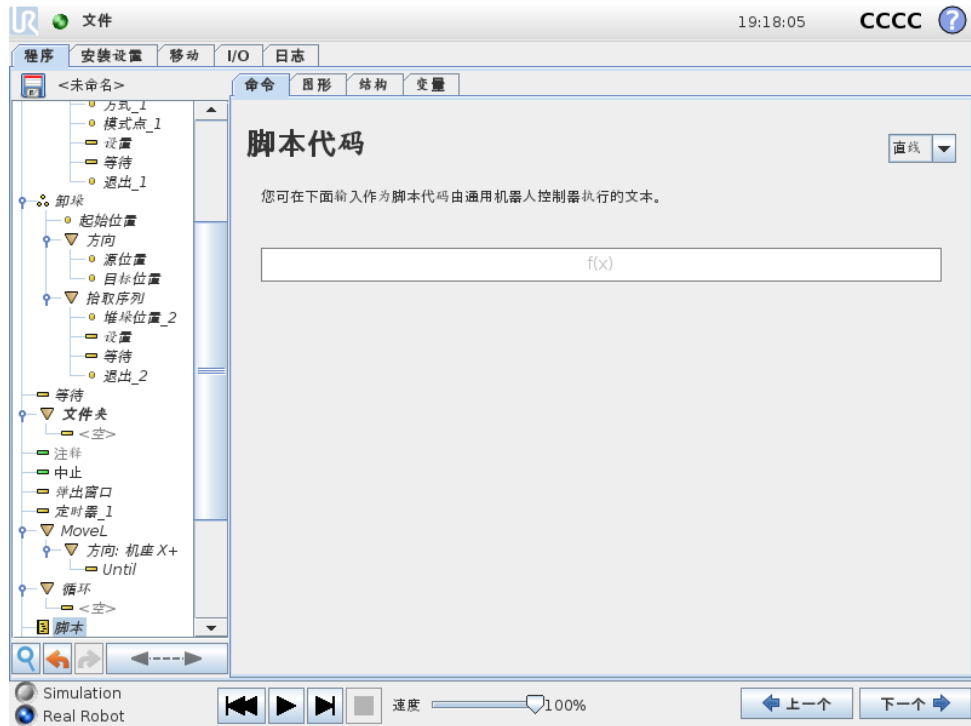 UR 文件 19:18:05 CCCC ?
程序 安装设置 移动 I/O 日志
<未命名> 命令 图形 结构 变量
方式_1
模式点_1
设置
等待
退出_1
卸垛
起始位置
方向
源位置
目标位置
拾取序列
堆垛位置_2
设置
等待
退出_2
等待
文件夹
<空>
注释
中止
弹出窗口
定时器_1
MoveL
方向: 机座 X+
Until
循环
<空>
脚本
脚本代码
直线
您可在下面输入作为脚本代码由通用机器人控制器执行的文本。
f(x)
Simulation
Real Robot
速度 100%
上一个 下一个